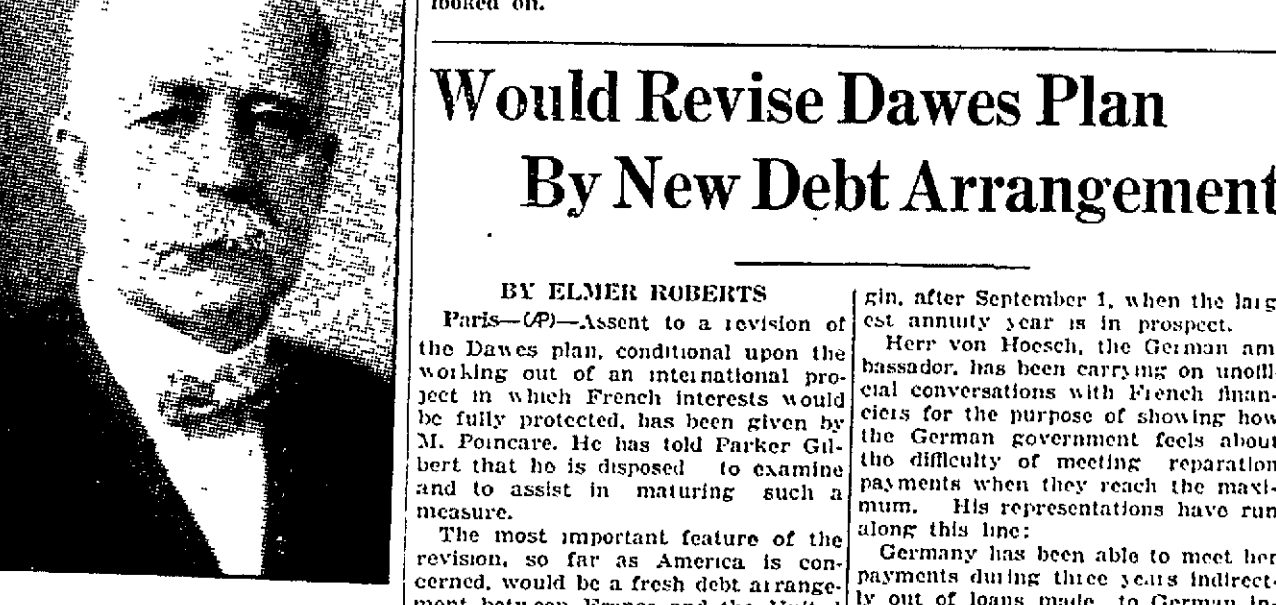 looked on.
Would Revise Dawes Plan
By New Debt Arrangement
BY ELMER ROBERTS
Paris—(AP)—Assent to a revision of
the Dawes plan, conditional upon the
working out of an international pro-
ject in which French interests would
be fully protected, has been given by
M. Poincare. He has told Parker Gil-
bert that he is disposed to examine
and to assist in maturing such a
measure.
The most important feature of the
revision, so far as America is con-
cerned, would be a fresh debt arrange-
ment between France and the United
gin, after September 1, when the larg
est annuity year is in prospect.
Herr von Hoesch, the German am
bassador, has been carrying on unoffi-
cial conversations with French finan-
ciers for the purpose of showing how
the German government feels about
the difficulty of meeting reparation
payments when they reach the maxi-
mum. His representations have run
along this line:
Germany has been able to meet her
payments during three years indirect-
ly out of loans made to German in-